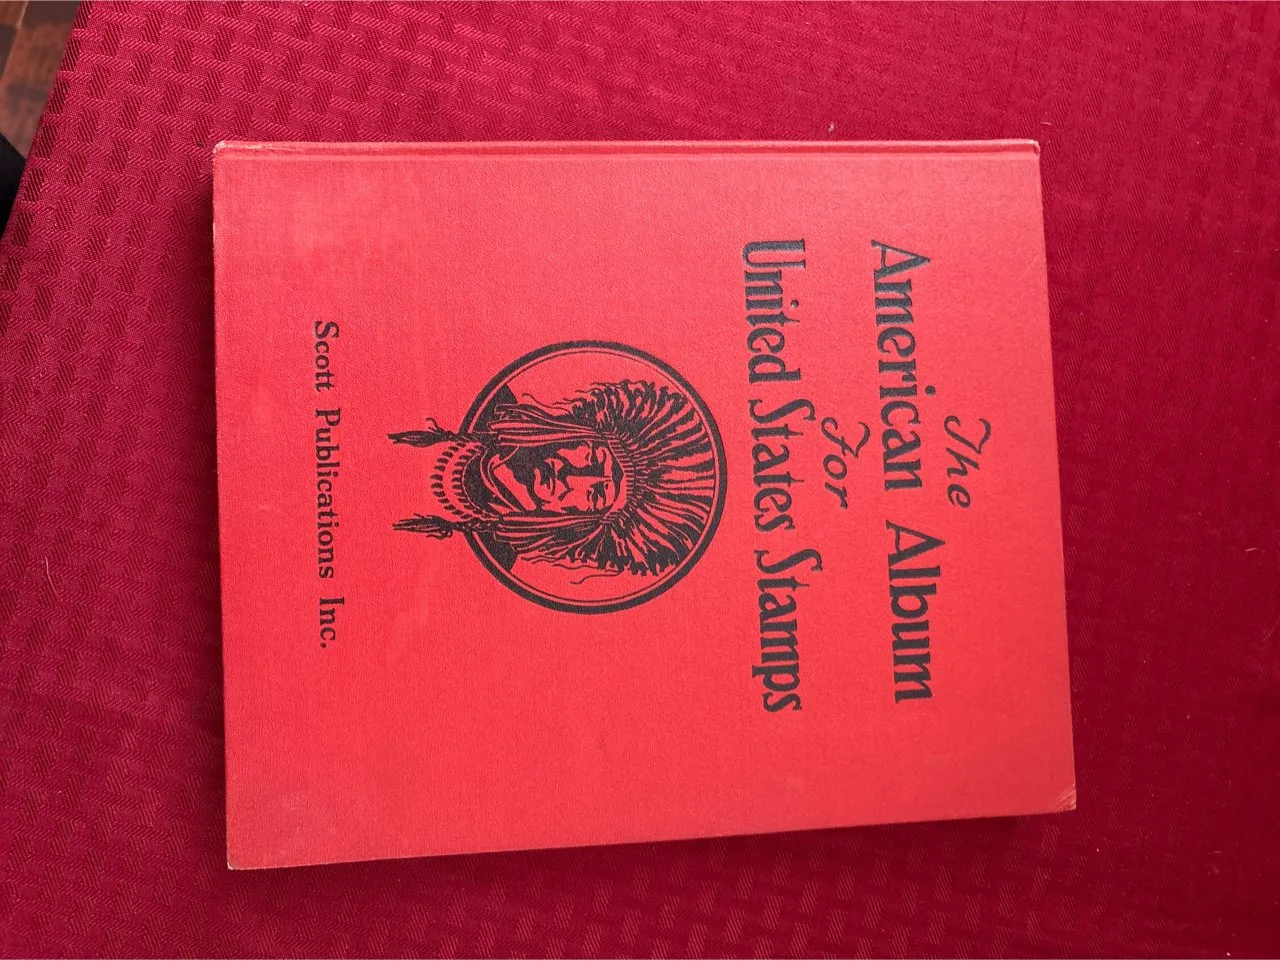 The
American Album
For
United States Stamps
Scott Publications Inc.